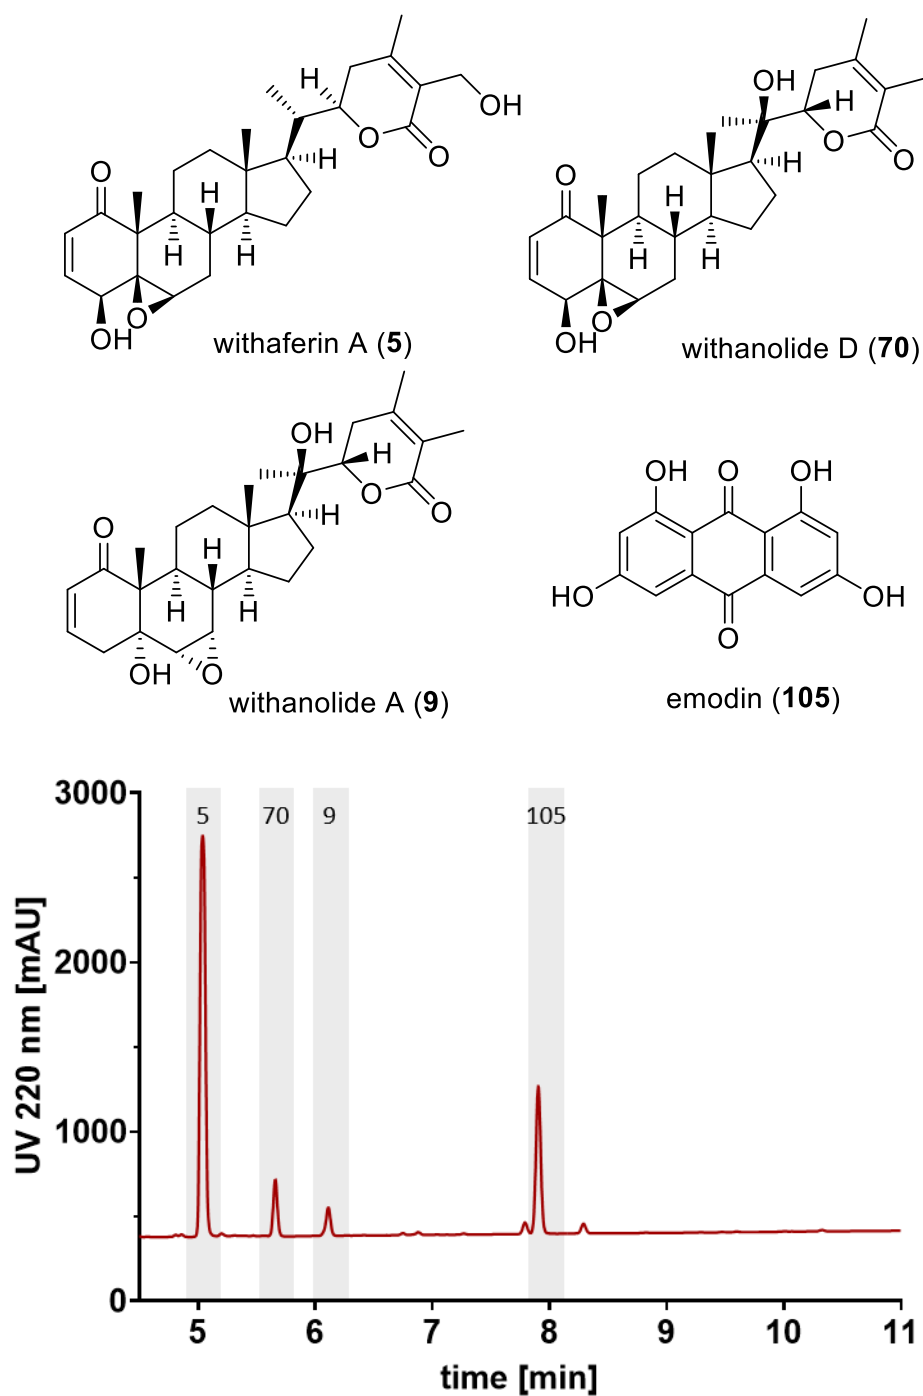 H
OH
O
O
H
O
H
H
H
O
OH
withaferin A (5)
OH
H
O
O
H
O
H
H
H
O
OH
withanolide D (70)
OH
H
O
O
H
O
H
H
H
OH
O
withanolide A (9)
OH
O
OH
HO
OH
O
emodin (105)
5
70
9
105
3000
2000
1000
0
UV 220 nm [mAU]
5
6
7
8
9
10
11
time [min]